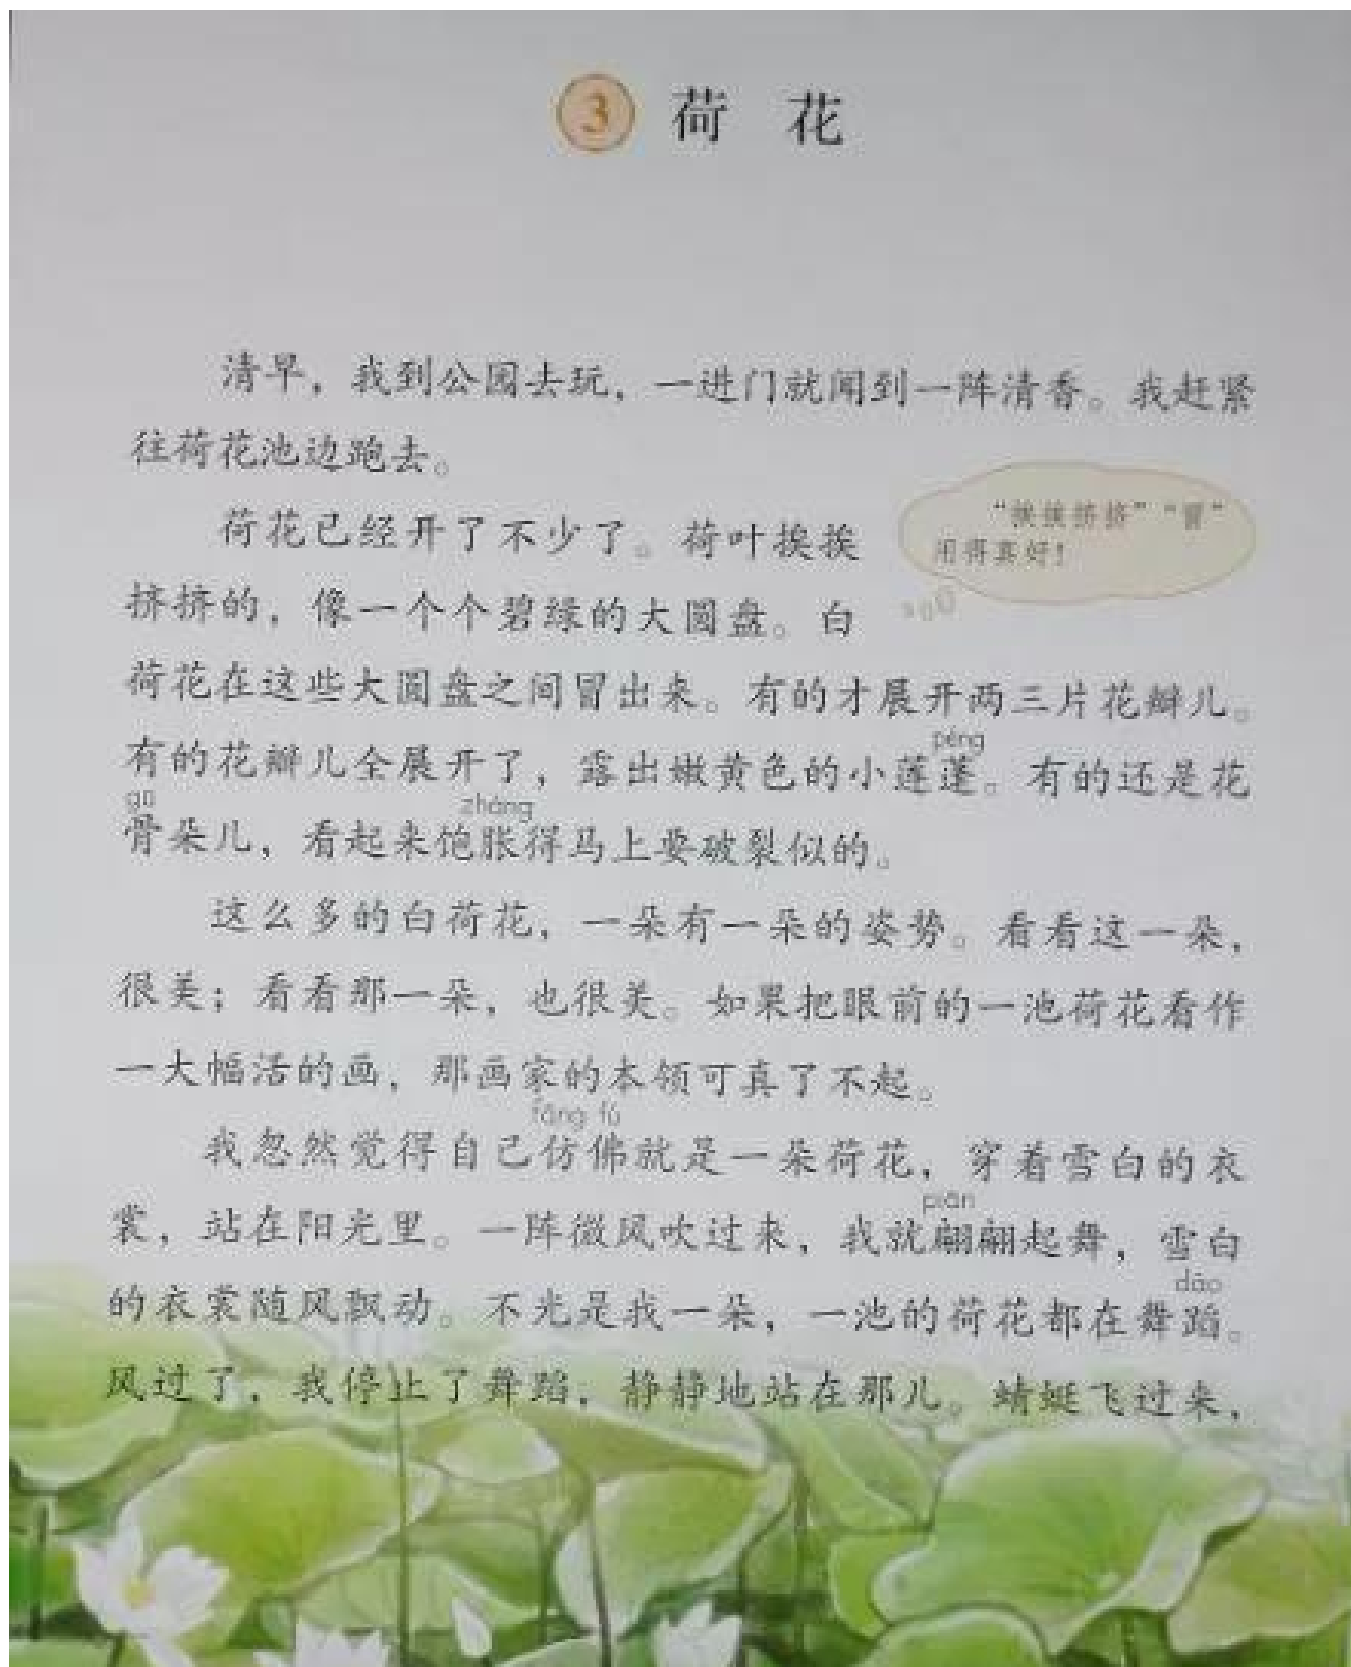 3 荷 花
清早，我到公园去玩，一进门就闻到一阵清香。我赶紧
往荷花池边跑去。
“挨挨挤挤”“冒”
用得真好！
荷花已经开了不少了。荷叶挨挨
挤挤的，像一个个碧绿的大圆盘。白
荷花在这些大圆盘之间冒出来。有的才展开两三片花瓣儿。
péng
有的花瓣儿全展开了，露出嫩黄色的小莲蓬。有的还是花
gū zhàng
骨朵儿，看起来饱胀得马上要破裂似的。
这么多的白荷花，一朵有一朵的姿势。看看这一朵，
很美；看看那一朵，也很美。如果把眼前的一池荷花看作
一大幅活的画，那画家的本领可真了不起。
fǎng fú
我忽然觉得自己仿佛就是一朵荷花，穿着雪白的衣
piān
裳，站在阳光里。一阵微风吹过来，我就翩翩起舞，雪白
dǎo
的衣裳随风飘动。不光是我一朵，一池的荷花都在舞蹈。
风过了，我停止了舞蹈，静静地站在那儿。蜻蜓飞过来，